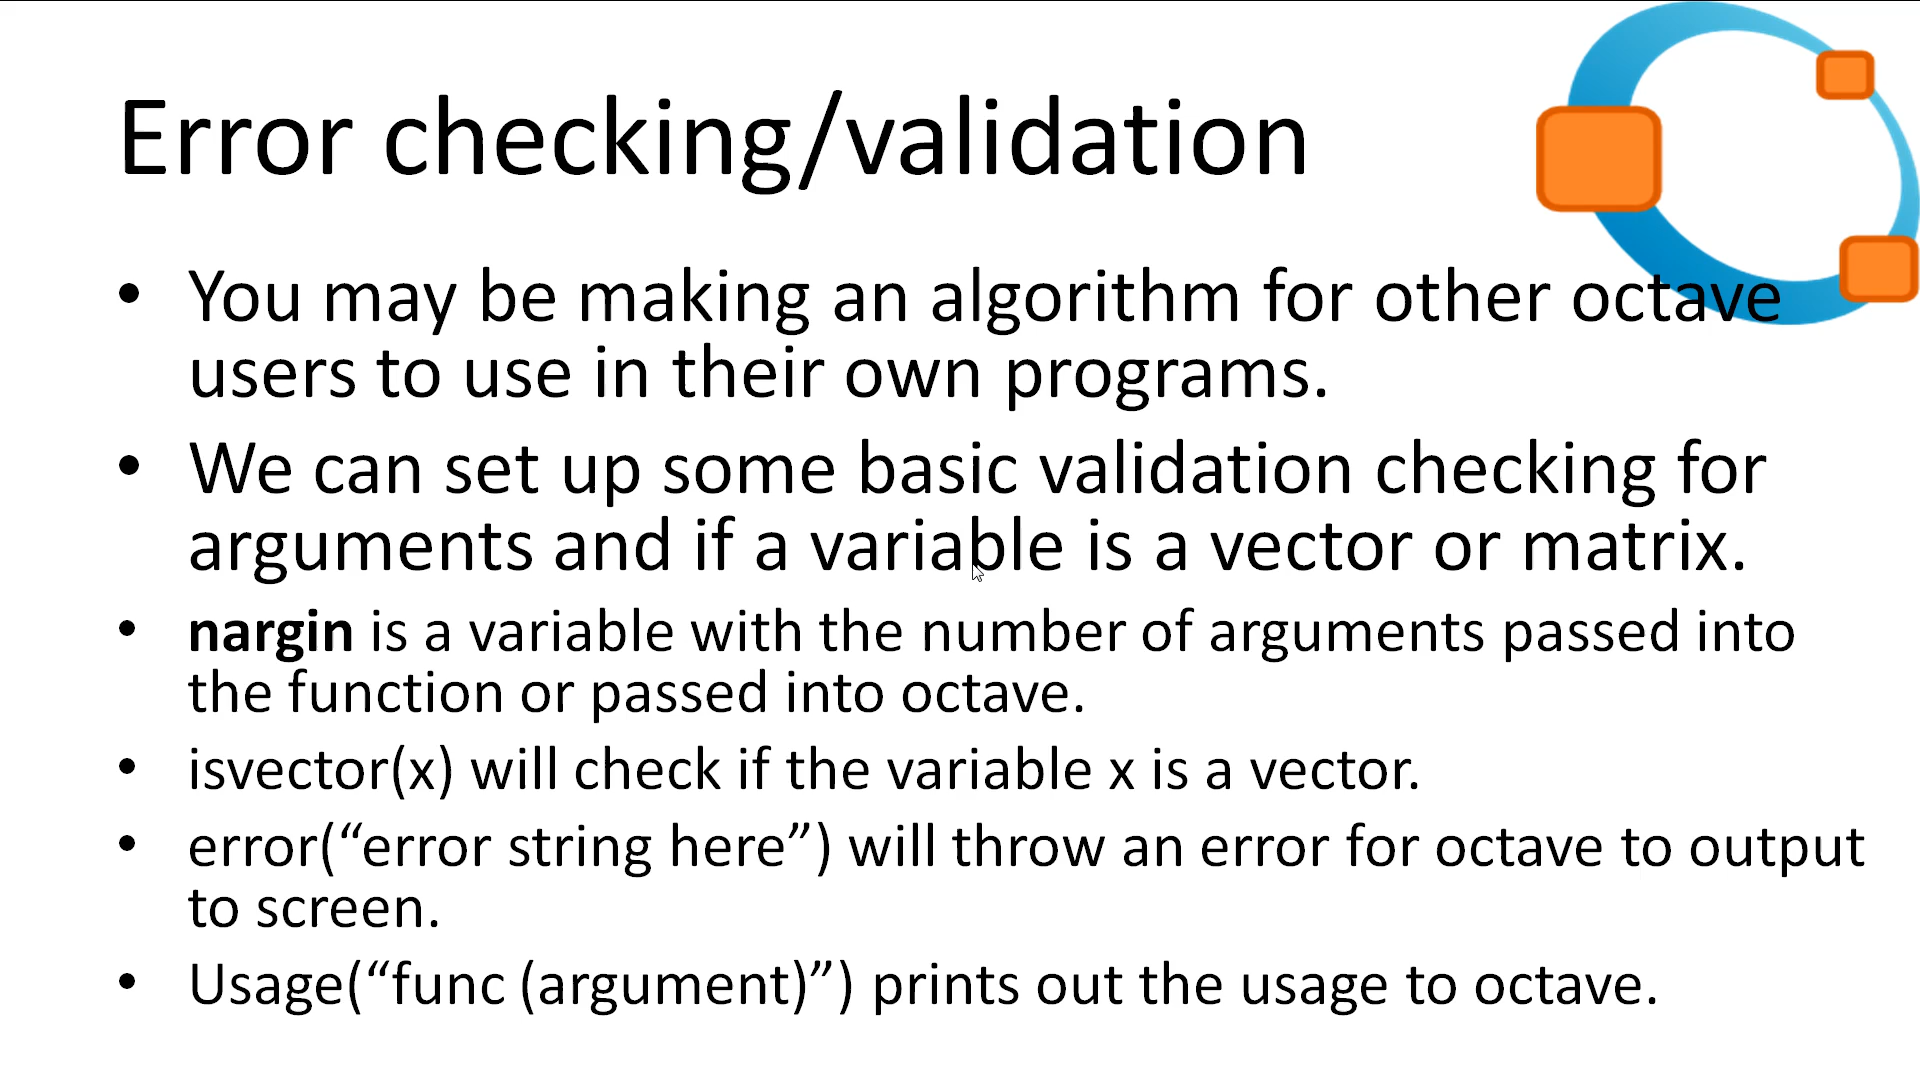 Error checking/validation
• You may be making an algorithm for other octave
users to use in their own programs.
• We can set up some basic validation checking for
arguments and if a variable is a vector or matrix.
• nargin is a variable with the number of arguments passed into
the function or passed into octave.
• isvector(x) will check if the variable x is a vector.
• error(“error string here”) will throw an error for octave to output
to screen.
• Usage(“func (argument)”) prints out the usage to octave.